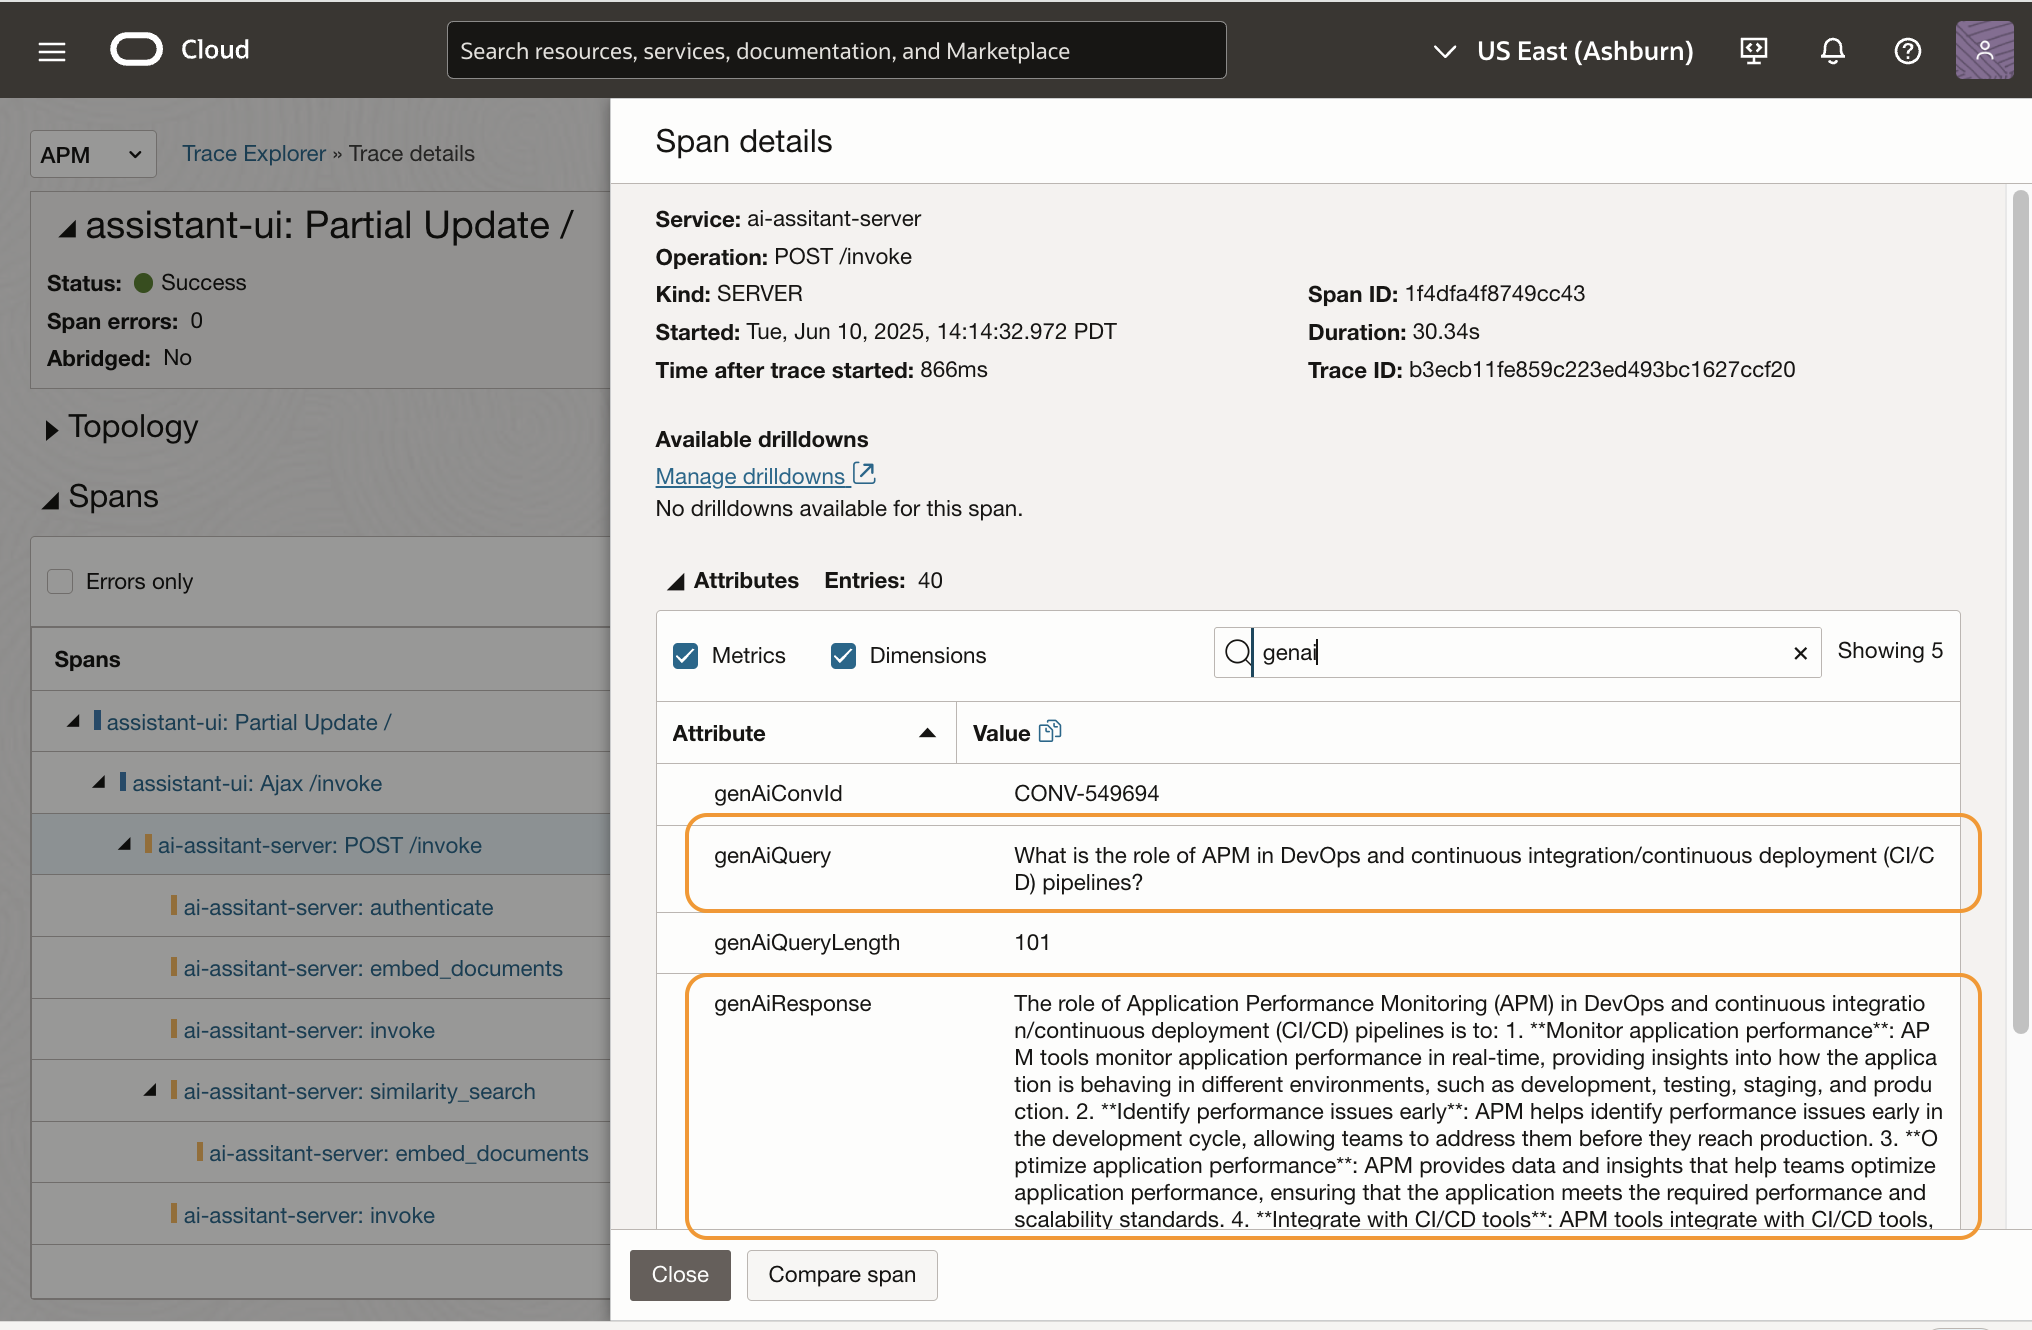 Cloud
Search resources, services, documentation, and Marketplace
US East (Ashburn)
APM
Trace Explorer » Trace details
assistant-ui: Partial Update /
Status: Success
Span errors: 0
Abridged: No
Topology
Spans
Errors only
Spans
assistant-ui: Partial Update /
assistant-ui: Ajax /invoke
ai-assitant-server: POST /invoke
ai-assitant-server: authenticate
ai-assitant-server: embed_documents
ai-assitant-server: invoke
ai-assitant-server: similarity_search
ai-assitant-server: embed_documents
ai-assitant-server: invoke
Span details
Service: ai-assitant-server
Operation: POST /invoke
Kind: SERVER
Span ID: 1f4dfa4f8749cc43
Started: Tue, Jun 10, 2025, 14:14:32.972 PDT
Duration: 30.34s
Time after trace started: 866ms
Trace ID: b3ecb11fe859c223ed493bc1627ccf20
Available drilldowns
Manage drilldowns
No drilldowns available for this span.
Attributes Entries: 40
Metrics
Dimensions
genai
Showing 5
Attribute
Value
genAiConvId
CONV-549694
genAiQuery
What is the role of APM in DevOps and continuous integration/continuous deployment (CI/C
D) pipelines?
genAiQueryLength
101
genAiResponse
The role of Application Performance Monitoring (APM) in DevOps and continuous integratio
n/continuous deployment (CI/CD) pipelines is to: 1. **Monitor application performance**: AP
M tools monitor application performance in real-time, providing insights into how the applica
tion is behaving in different environments, such as development, testing, staging, and produ
ction. 2. **Identify performance issues early**: APM helps identify performance issues early in
the development cycle, allowing teams to address them before they reach production. 3. **O
ptimize application performance**: APM provides data and insights that help teams optimize
application performance, ensuring that the application meets the required performance and
scalability standards. 4. **Integrate with CI/CD tools**: APM tools integrate with CI/CD tools,
Close
Compare span